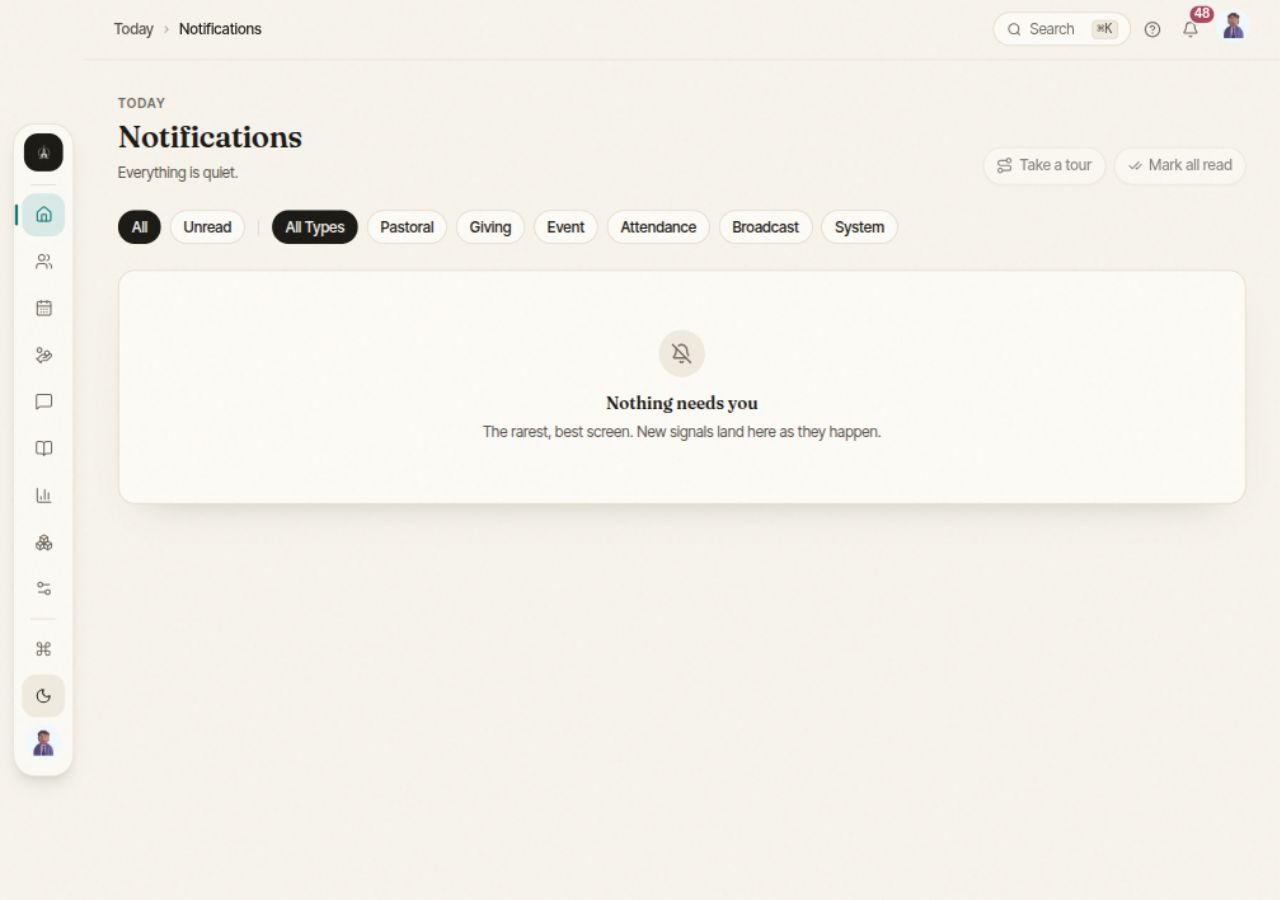 Today › Notifications
Search ⌘K
48
TODAY
Notifications
Everything is quiet.
Take a tour
Mark all read
All Unread All Types Pastoral Giving Event Attendance Broadcast System
Nothing needs you
The rarest, best screen. New signals land here as they happen.